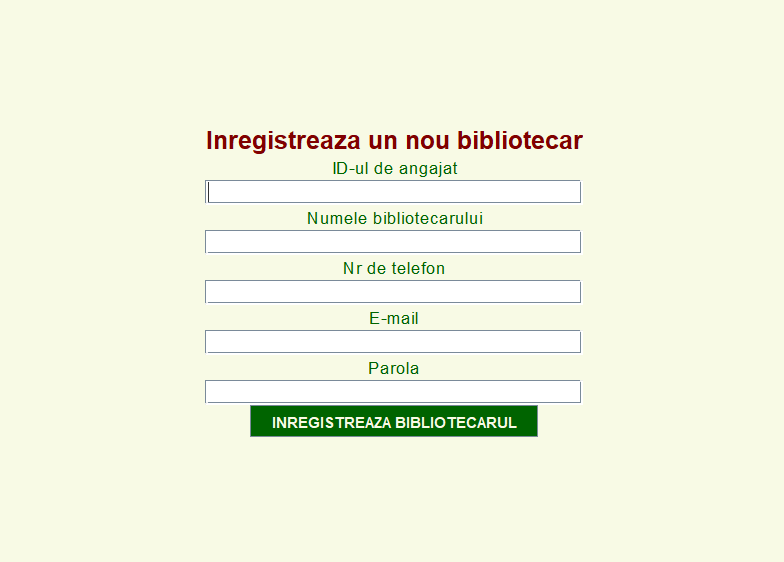 Inregistreaza un nou bibliotecar
ID-ul de angajat
Numele bibliotecarului
Nr de telefon
E-mail
Parola
INREGISTREAZA BIBLIOTECARUL